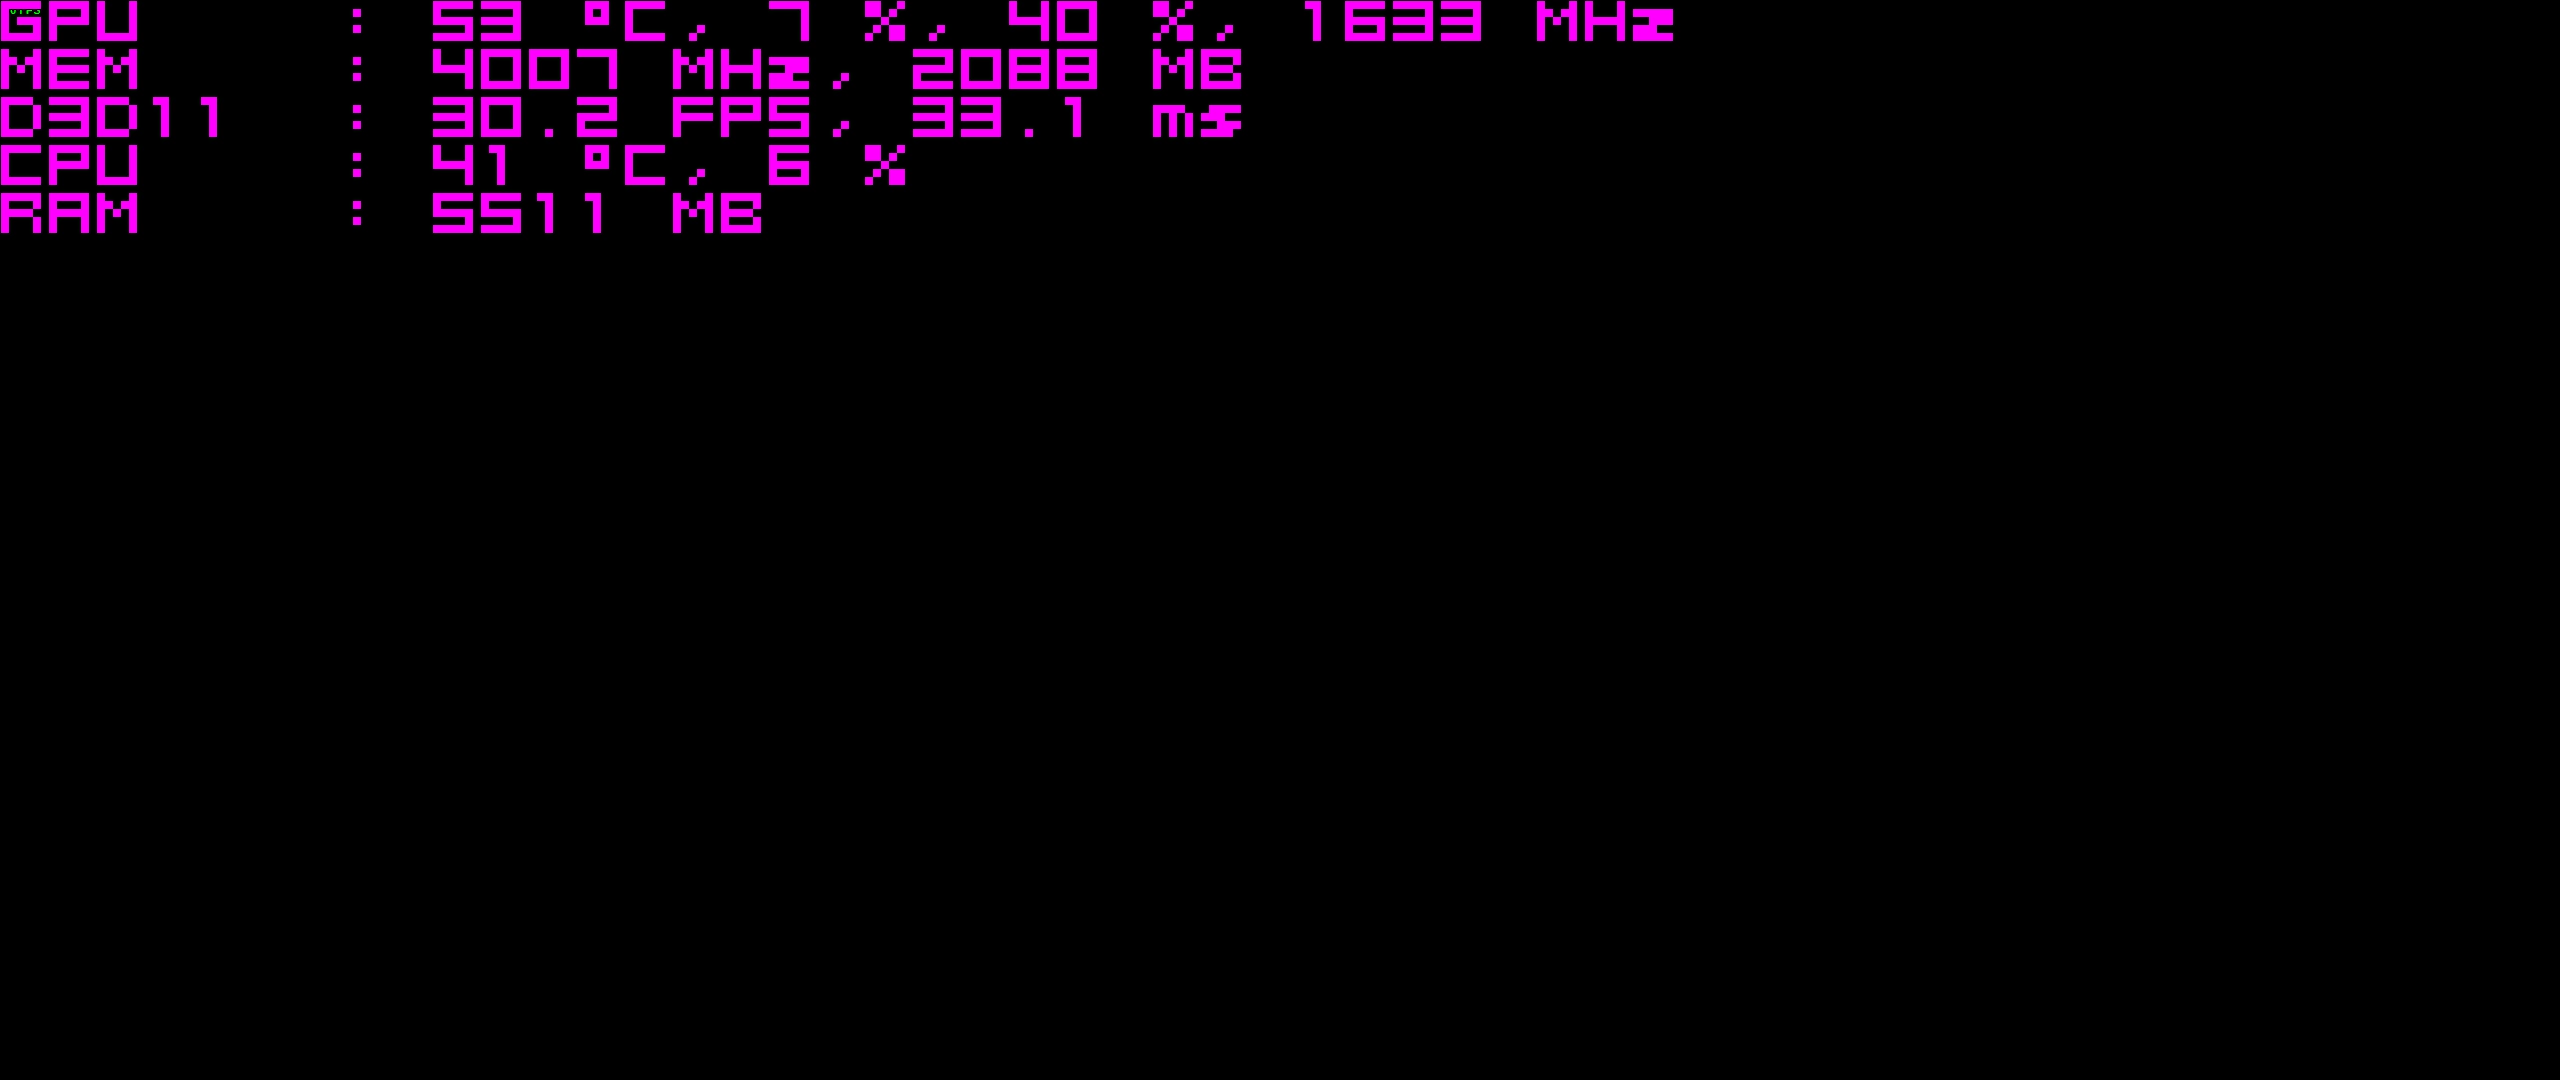 GPU : 53 °C, 7 %, 40 %, 1633 MHz
MEM : 4007 MHz, 2088 MB
D3D11 : 30.2 FPS, 33.1 ms
CPU : 41 °C, 6 %
RAM : 5511 MB